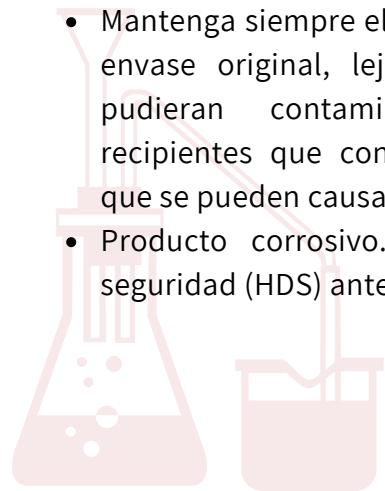 • Mantenga siempre el
envase original, lej
pudieran contami
recipientes que con
que se pueden causa
• Producto corrosivo.
seguridad (HDS) ante